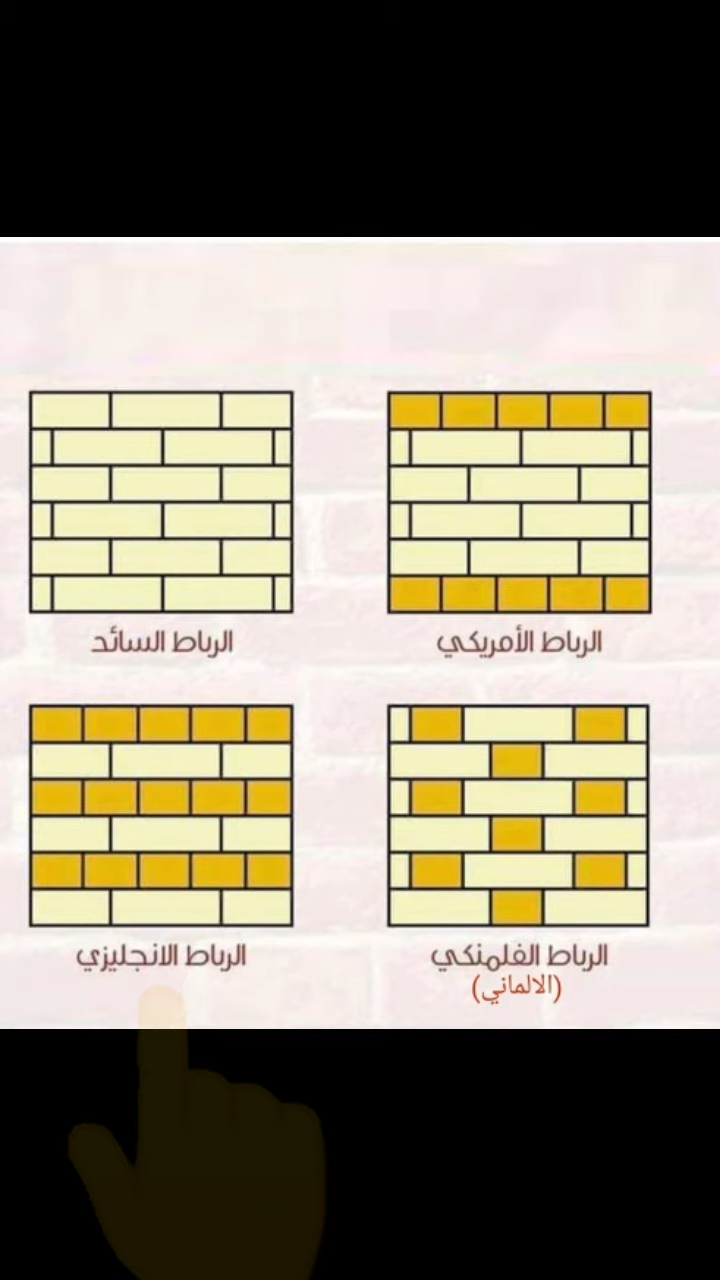 الرباط الأمريكي
الرباط السائد
الرباط الفلمنكي
(الالماني)
الرباط الانجليزي